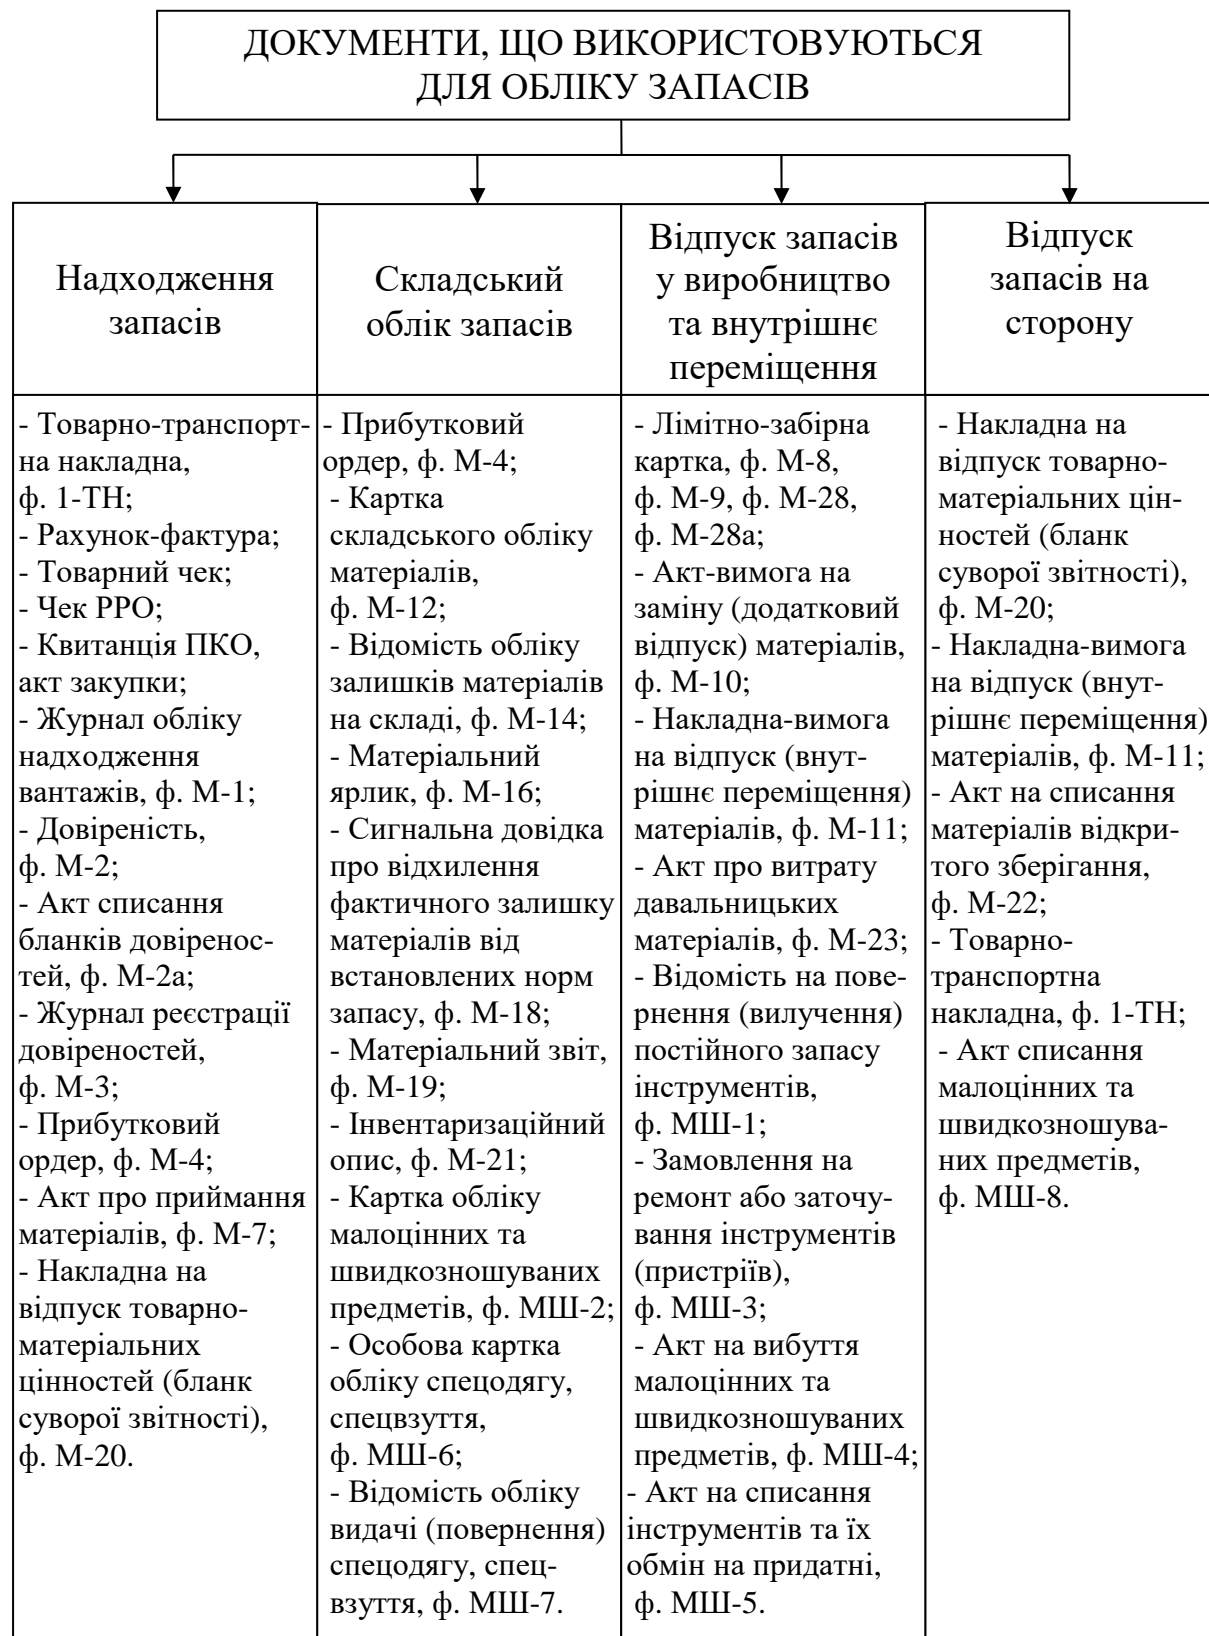 ДОКУМЕНТИ, ЩО ВИКОРИСТОВУЮТЬСЯ
ДЛЯ ОБЛІКУ ЗАПАСІВ
Надходження
запасів
- Товарно-транспорт-
на накладна,
ф. 1-ТН;
- Рахунок-фактура;
- Товарний чек;
- Чек РРО;
- Квитанція ПКО,
акт закупки;
- Журнал обліку
надходження
вантажів, ф. М-1;
- Довіреність,
ф. М-2;
- Акт списання
бланків довіренос-
тей, ф. М-2а;
- Журнал реєстрації
довіреностей,
ф. М-3;
- Прибутковий
ордер, ф. М-4;
- Акт про приймання
матеріалів, ф. М-7;
- Накладна на
відпуск товарно-
матеріальних
цінностей (бланк
суворої звітності),
ф. М-20.
Складський
облік запасів
- Прибутковий
ордер, ф. М-4;
- Картка
складського обліку
матеріалів,
ф. М-12;
- Відомість обліку
залишків матеріалів
на складі, ф. М-14;
- Матеріальний
ярлик, ф. М-16;
- Сигнальна довідка
про відхилення
фактичного залишку
матеріалів від
встановлених норм
запасу, ф. М-18;
- Матеріальний звіт,
ф. М-19;
- Інвентаризаційний
опис, ф. М-21;
- Картка обліку
малоцінних та
швидкозношуваних
предметів, ф. МШ-2;
- Особова картка
обліку спецодягу,
спецвзуття,
ф. МШ-6;
- Відомість обліку
видачі (повернення)
спецодягу, спец-
взуття, ф. МШ-7.
Відпуск запасів
у виробництво
та внутрішнє
переміщення
- Лімітно-забірна
картка, ф. М-8,
ф. М-9, ф. М-28,
ф. М-28а;
- Акт-вимога на
заміну (додатковий
відпуск) матеріалів,
ф. М-10;
- Накладна-вимога
на відпуск (внут-
рішнє переміщення)
матеріалів, ф. М-11;
- Акт про витрату
давальницьких
матеріалів, ф. М-23;
- Відомість на пове-
рнення (вилучення)
постійного запасу
інструментів,
ф. МШ-1;
- Замовлення на
ремонт або заточу-
вання інструментів
(пристріїв),
ф. МШ-3;
- Акт на вибуття
малоцінних та
швидкозношуваних
предметів, ф. МШ-4;
- Акт на списання
інструментів та їх
обмін на придатні,
ф. МШ-5.
Відпуск
запасів на
сторону
- Накладна на
відпуск товарно-
матеріальних цін-
ностей (бланк
суворої звітності),
ф. М-20;
- Накладна-вимога
на відпуск (внут-
рішнє переміщення)
матеріалів, ф. М-11;
- Акт на списання
матеріалів відкри-
того зберігання,
ф. М-22;
- Товарно-
транспортна
накладна, ф. 1-ТН;
- Акт списання
малоцінних та
швидкозношува-
них предметів,
ф. МШ-8.